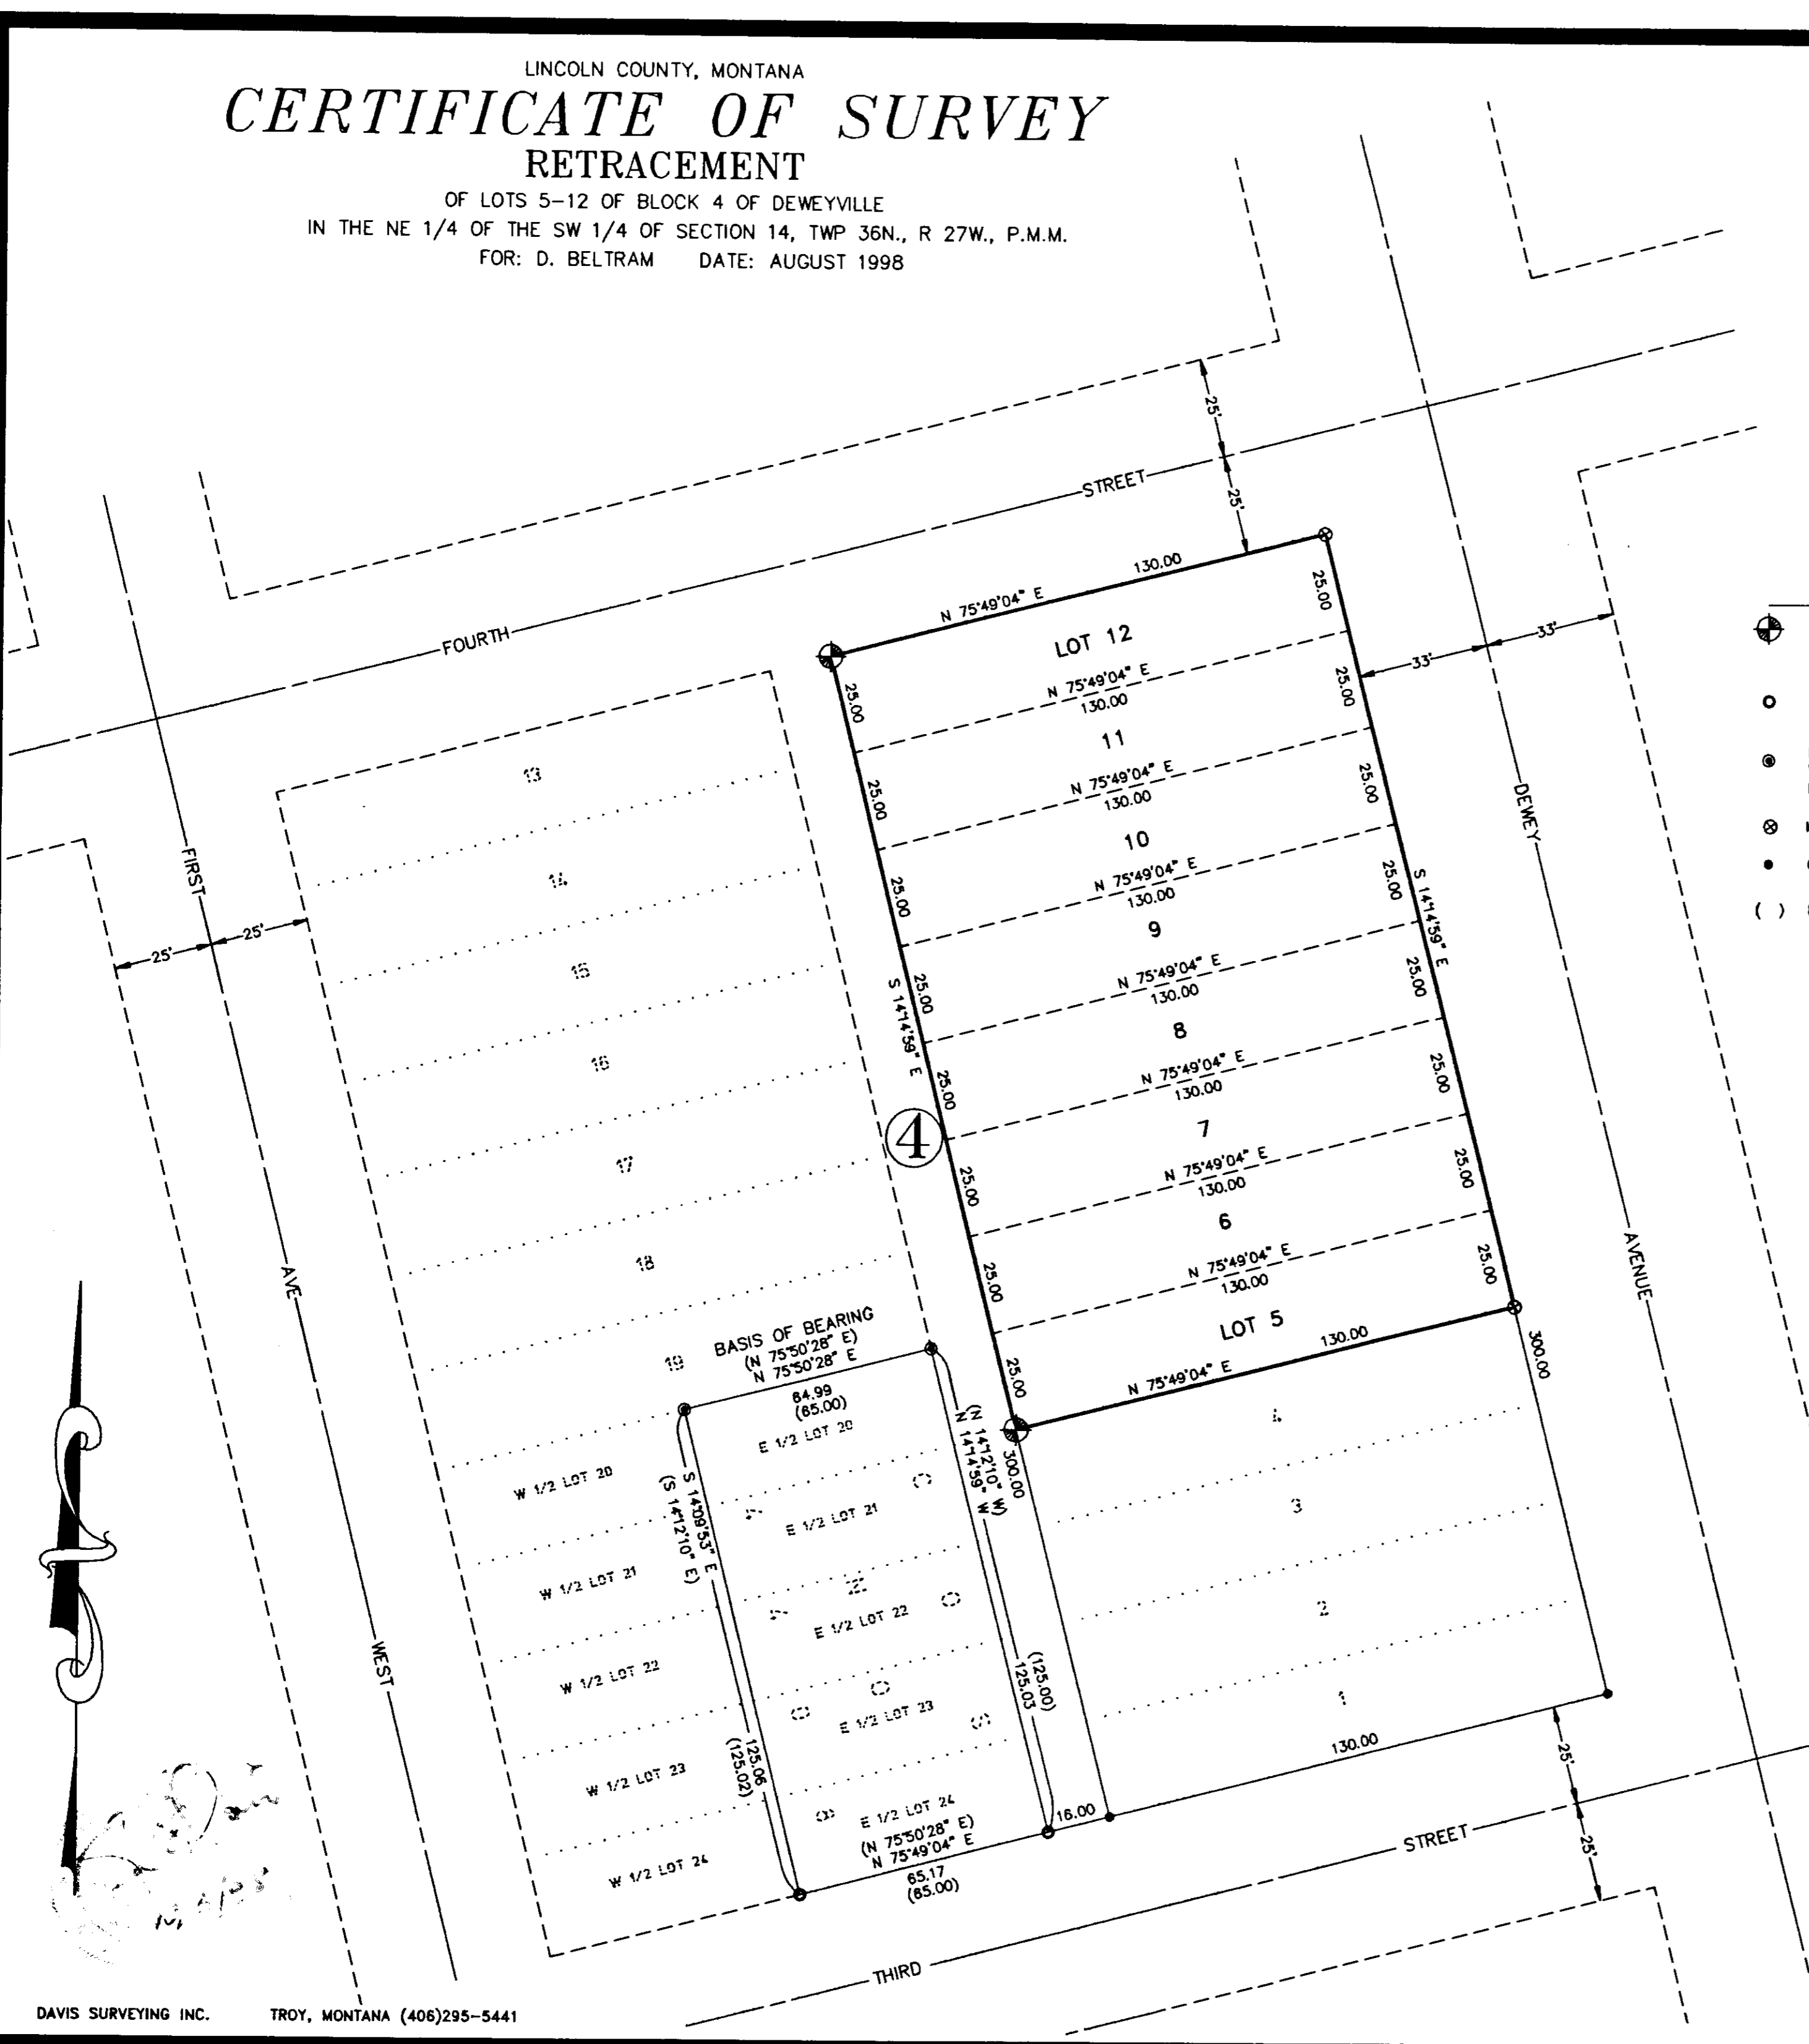 LINCOLN COUNTY, MONTANA
CERTIFICATE OF SURVEY
RETRACEMENT
OF LOTS 5-12 OF BLOCK 4 OF DEWEYVILLE
IN THE NE 1/4 OF THE SW 1/4 OF SECTION 14, TWP 36N., R 27W., P.M.M.
FOR: D. BELTRAM DATE: AUGUST 1998
25'
25'
FOURTH STREET
N 75°49'04" E 130.00
LOT 12
25.00
25.00
N 75°49'04" E
130.00
11
25.00
25.00
N 75°49'04" E
130.00
10
25.00
25.00
N 75°49'04" E
130.00
9
25.00
25.00
N 75°49'04" E
130.00
8
25.00
25.00
N 75°49'04" E
130.00
7
25.00
25.00
N 75°49'04" E
130.00
6
25.00
25.00
N 75°49'04" E
130.00
LOT 5
25.00
25.00
N 75°49'04" E 130.00
S 14°14'59" E
S 14°14'59" E
33'
33'
DEWEY AVENUE
( )
4
13
14
15
16
17
18
19
FIRST AVE WEST
25'
25'
BASIS OF BEARING
(N 75°50'28" E)
N 75°50'28" E
64.99
(65.00)
E 1/2 LOT 20
E 1/2 LOT 21
E 1/2 LOT 22
E 1/2 LOT 23
E 1/2 LOT 24
W 1/2 LOT 20
W 1/2 LOT 21
W 1/2 LOT 22
W 1/2 LOT 23
W 1/2 LOT 24
S 14°09'53" E
(S 14°12'10" E)
125.06
(125.02)
(N 14°12'10" W)
N 14°14'59" W
(125.00)
125.03
(N 75°50'28" E)
N 75°49'04" E
65.17
(65.00)
16.00
300.00
300.00
4
3
2
1
130.00
25'
25'
THIRD STREET
DAVIS SURVEYING INC. TROY, MONTANA (406)295-5441